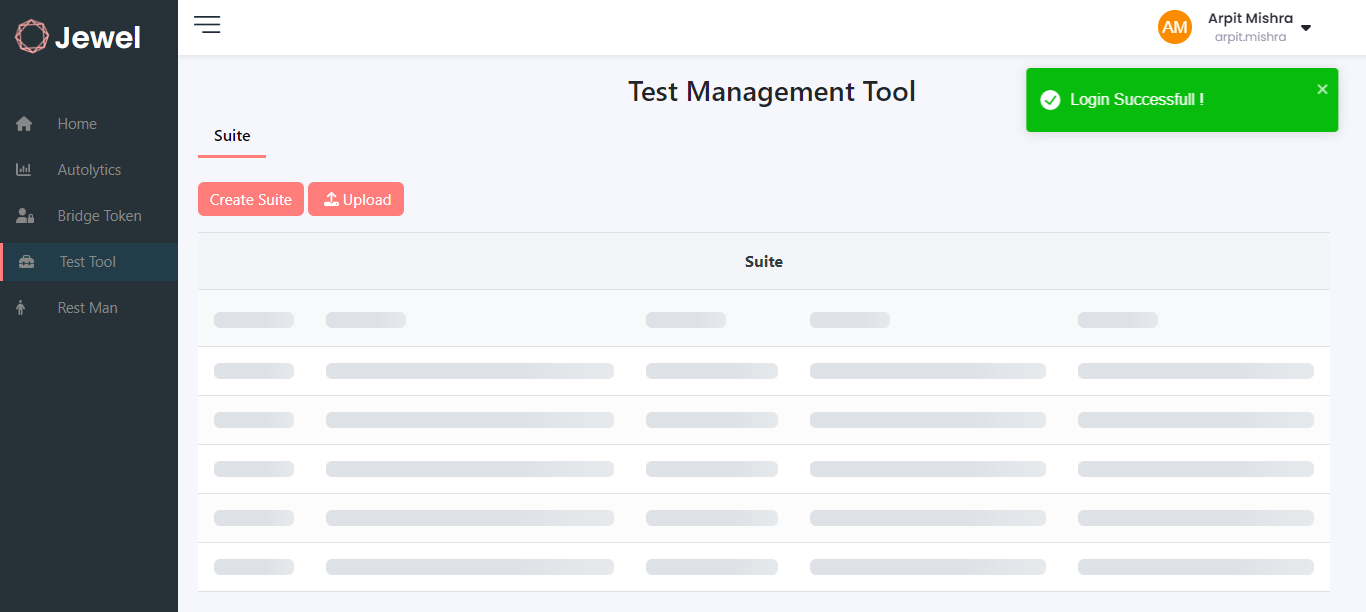 Jewel
AM
Arpit Mishra
arpit.mishra
Home
Autolytics
Bridge Token
Test Tool
Rest Man
Test Management Tool
Login Successfull !
Suite
Create Suite
Upload
Suite